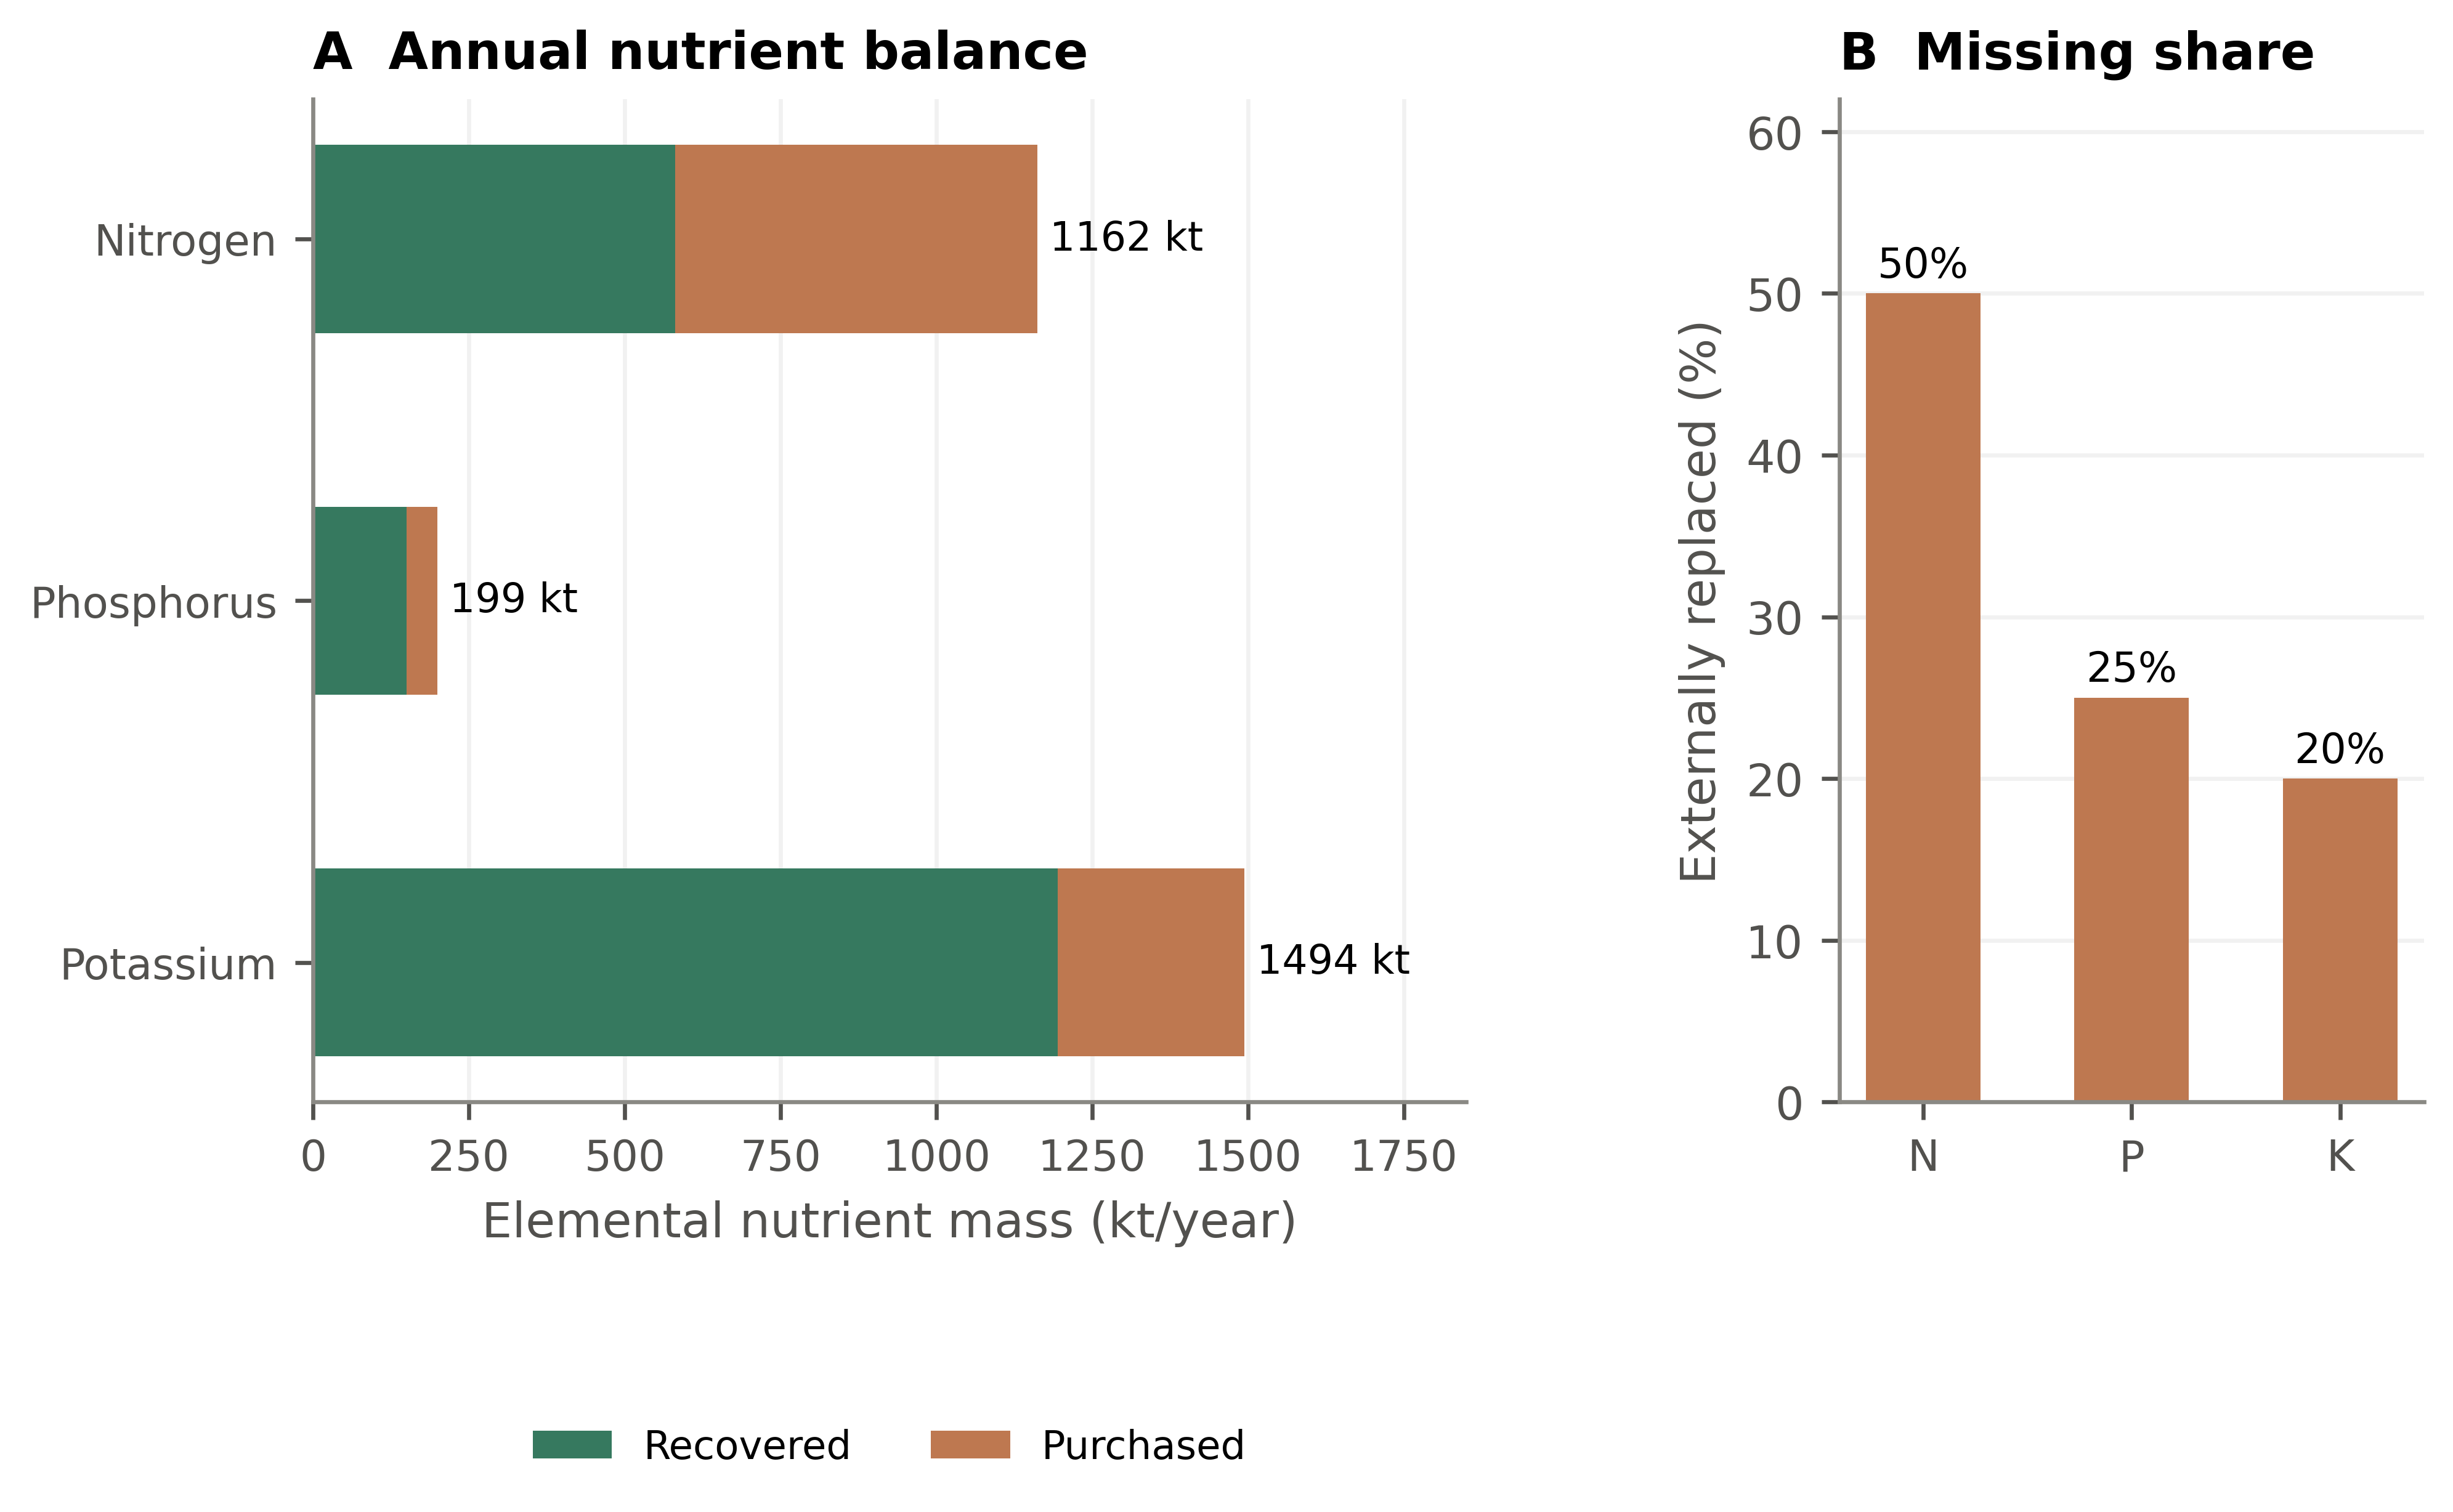 A  Annual nutrient balance
Nitrogen
1162 kt
Phosphorus
199 kt
Potassium
1494 kt
0 250 500 750 1000 1250 1500 1750
Elemental nutrient mass (kt/year)
Recovered Purchased
B  Missing share
Externally replaced (%)
60
50
40
30
20
10
0
50%
25%
20%
N P K